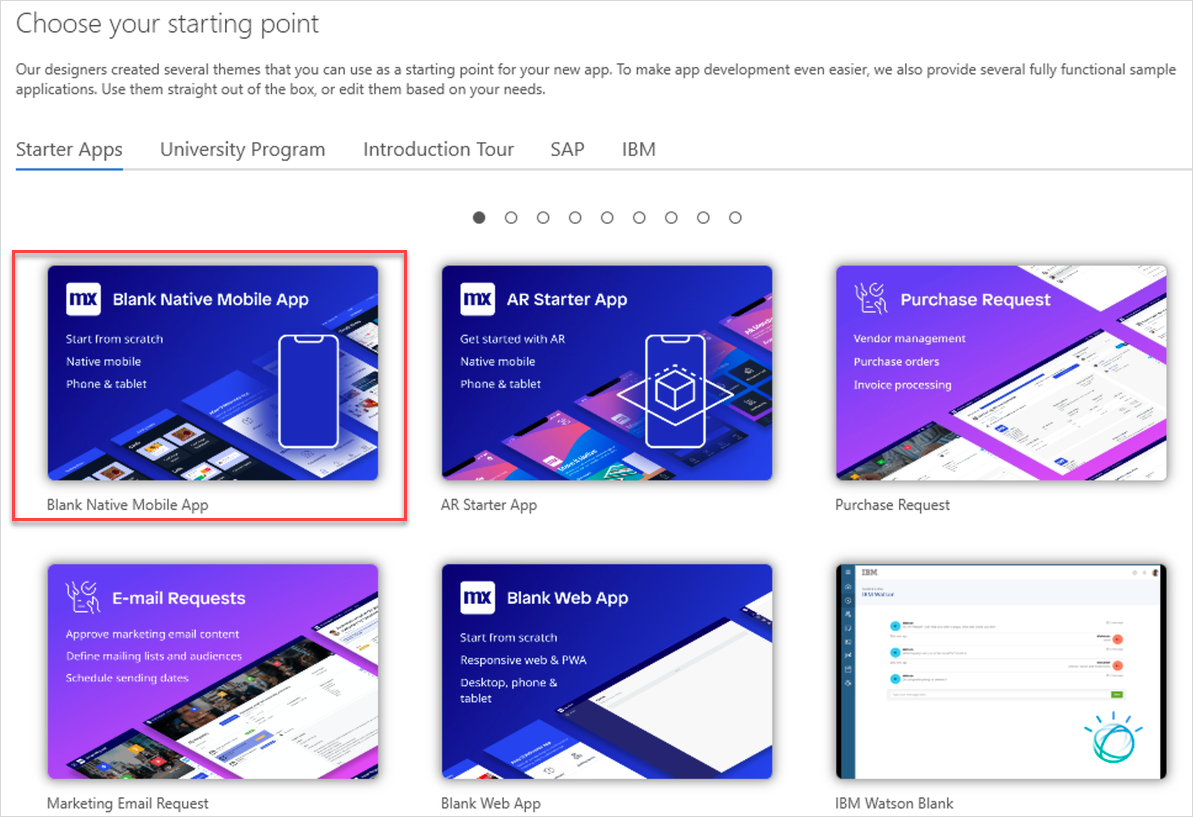 Choose your starting point
Our designers created several themes that you can use as a starting point for your new app. To make app development even easier, we also provide several fully functional sample
applications. Use them straight out of the box, or edit them based on your needs.
Starter Apps University Program Introduction Tour SAP IBM
mx Blank Native Mobile App
Start from scratch
Native mobile
Phone & tablet
Blank Native Mobile App
mx AR Starter App
Get started with AR
Native mobile
Phone & tablet
AR Starter App
Purchase Request
Vendor management
Purchase orders
Invoice processing
Purchase Request
E-mail Requests
Approve marketing email content
Define mailing lists and audiences
Schedule sending dates
Marketing Email Request
mx Blank Web App
Start from scratch
Responsive web & PWA
Desktop, phone &
tablet
Blank Web App
IBM
IBM Watson
IBM Watson Blank